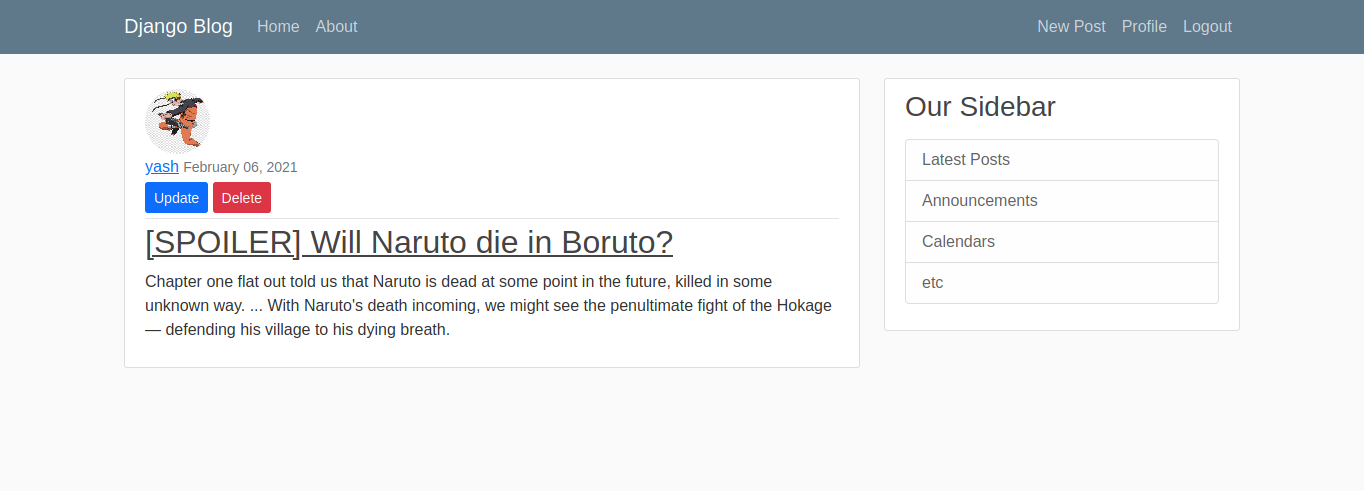 Django Blog Home About New Post Profile Logout
yash February 06, 2021
Update Delete
[SPOILER] Will Naruto die in Boruto?
Chapter one flat out told us that Naruto is dead at some point in the future, killed in some
unknown way. ... With Naruto's death incoming, we might see the penultimate fight of the Hokage
— defending his village to his dying breath.
Our Sidebar
Latest Posts
Announcements
Calendars
etc